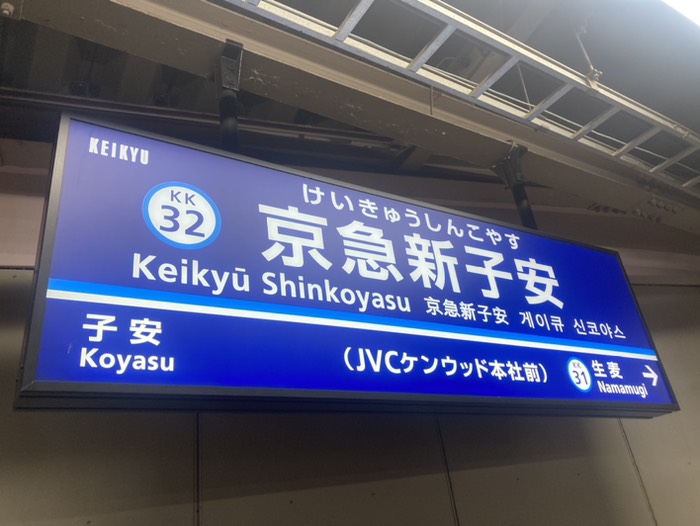 KEIKYU
KK
32
けいきゅうしんこやす
京急新子安
Keikyū Shinkoyasu
京急新子安 게이큐 신코야스
子安
Koyasu
(JVCケンウッド本社前)
KK
31
生麦
Namamugi
→